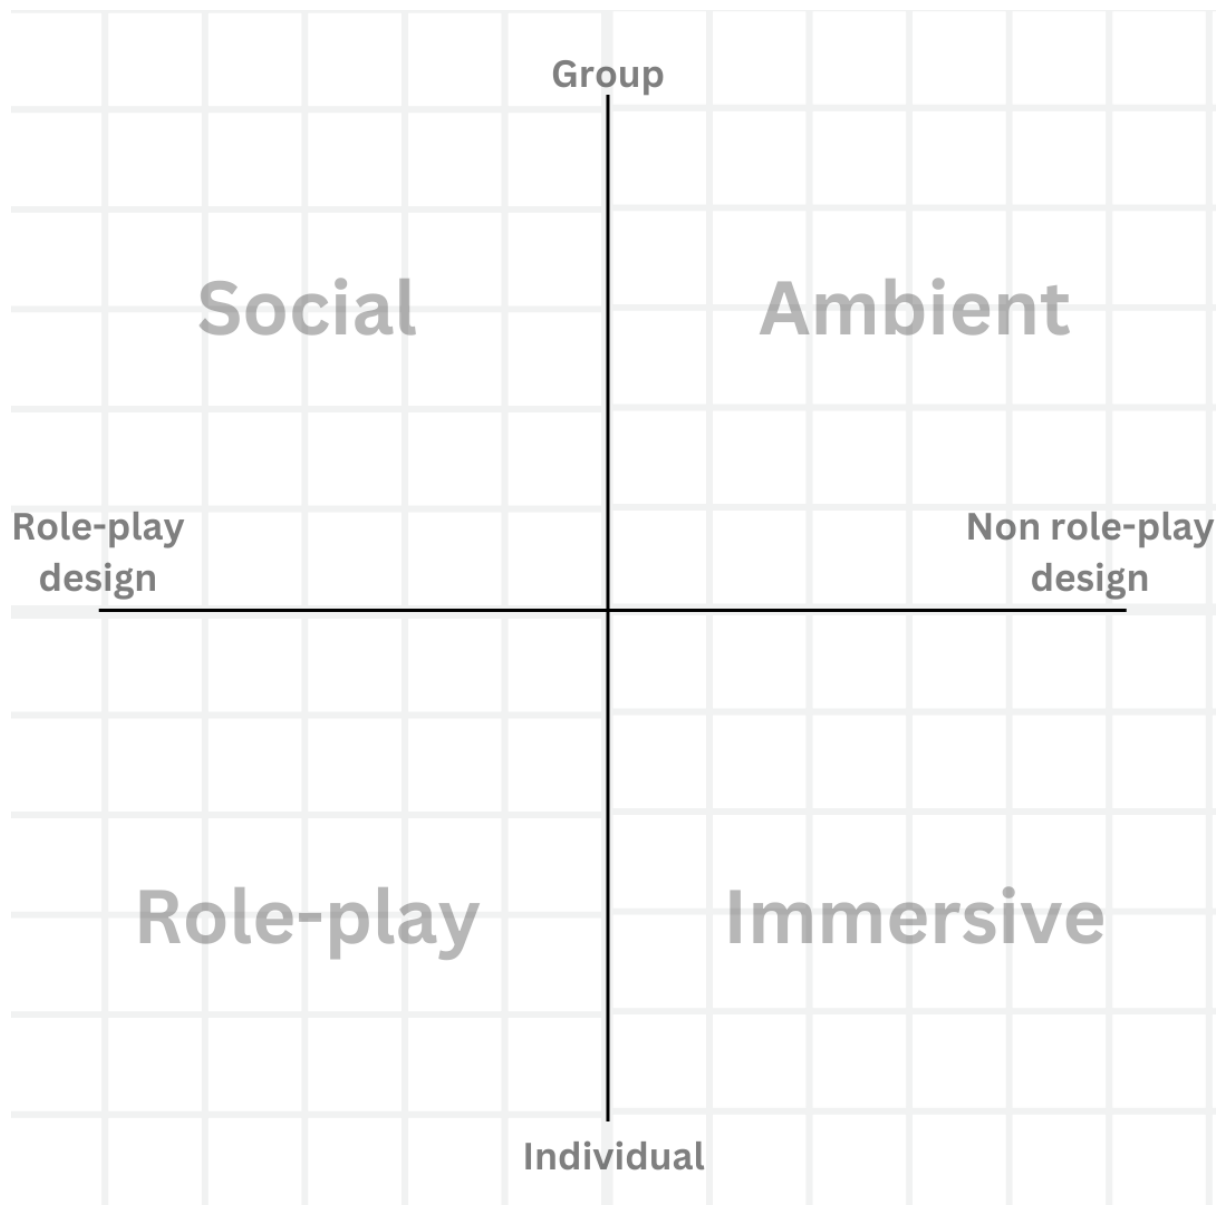 Group
Social
Ambient
Role-play
design
Non role-play
design
Role-play
Immersive
Individual